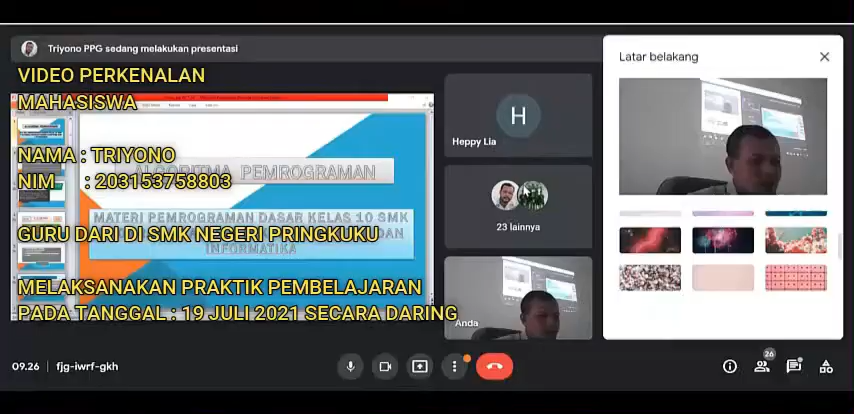 Triyono PPG sedang melakukan presentasi
VIDEO PERKENALAN
MAHASISWA
NAMA : TRIYONO
NIM : 203153758803
GURU DARI DI SMK NEGERI PRINGKUKU
MELAKSANAKAN PRAKTIK PEMBELAJARAN
PADA TANGGAL : 19 JULI 2021 SECARA DARING
ALGORITMA PEMROGRAMAN
MATERI PEMROGRAMAN DASAR KELAS 10 SMK
DAN
INFORMATIKA
H
Heppy Lia
23 lainnya
Anda
Latar belakang
09.26
fjg-iwrf-gkh
26